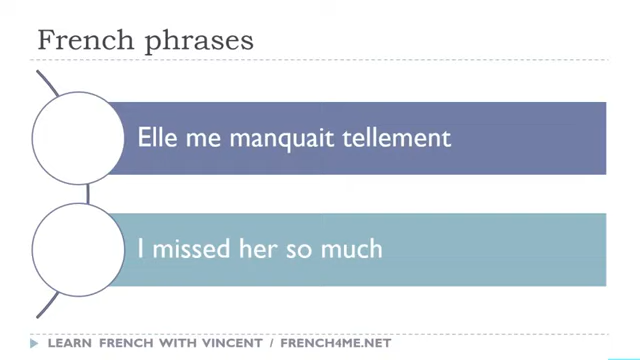 French phrases
Elle me manquait tellement
I missed her so much
LEARN FRENCH WITH VINCENT / FRENCH4ME.NET